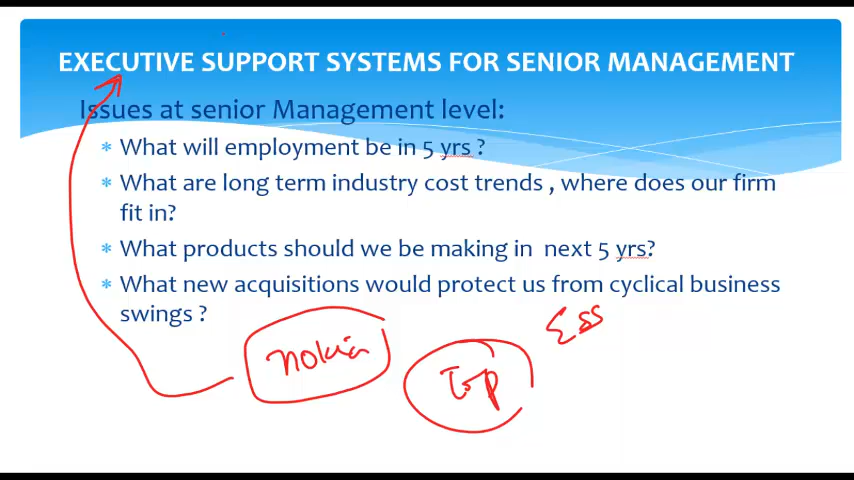 EXECUTIVE SUPPORT SYSTEMS FOR SENIOR MANAGEMENT
Issues at senior Management level:
* What will employment be in 5 yrs ?
* What are long term industry cost trends , where does our firm
fit in?
* What products should we be making in next 5 yrs?
* What new acquisitions would protect us from cyclical business
swings ?
Ess
nokia
Top